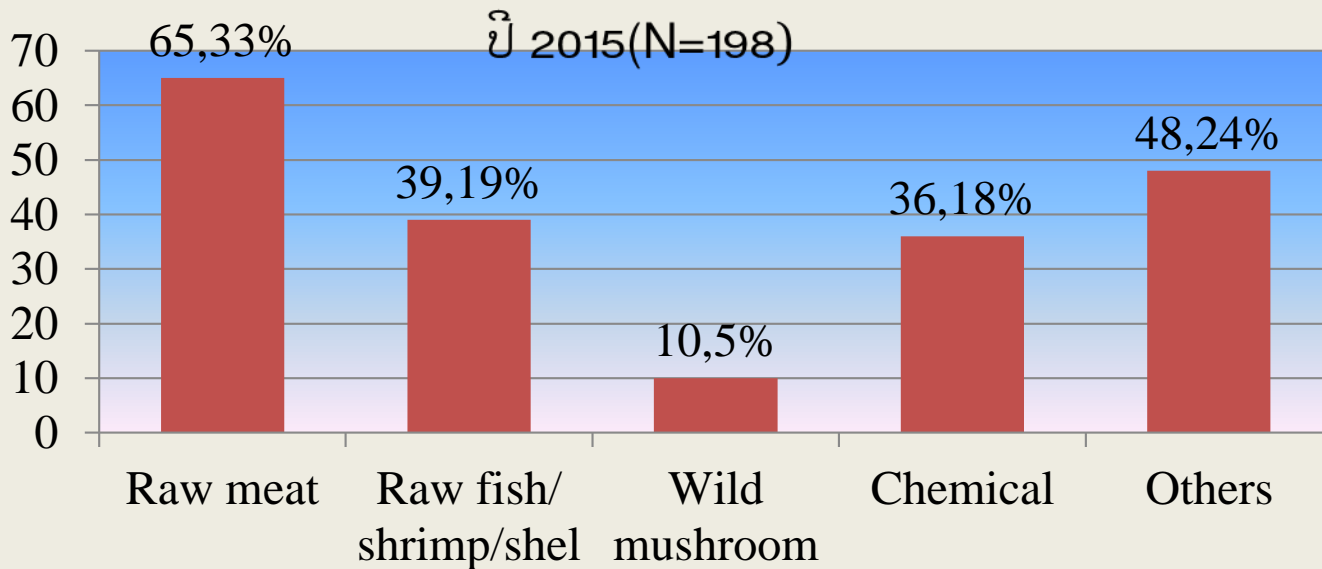 ປີ 2015(N=198)
70
60
50
40
30
20
10
0
65,33%
39,19%
10,5%
36,18%
48,24%
Raw meat
Raw fish/
shrimp/shel
Wild
mushroom
Chemical
Others